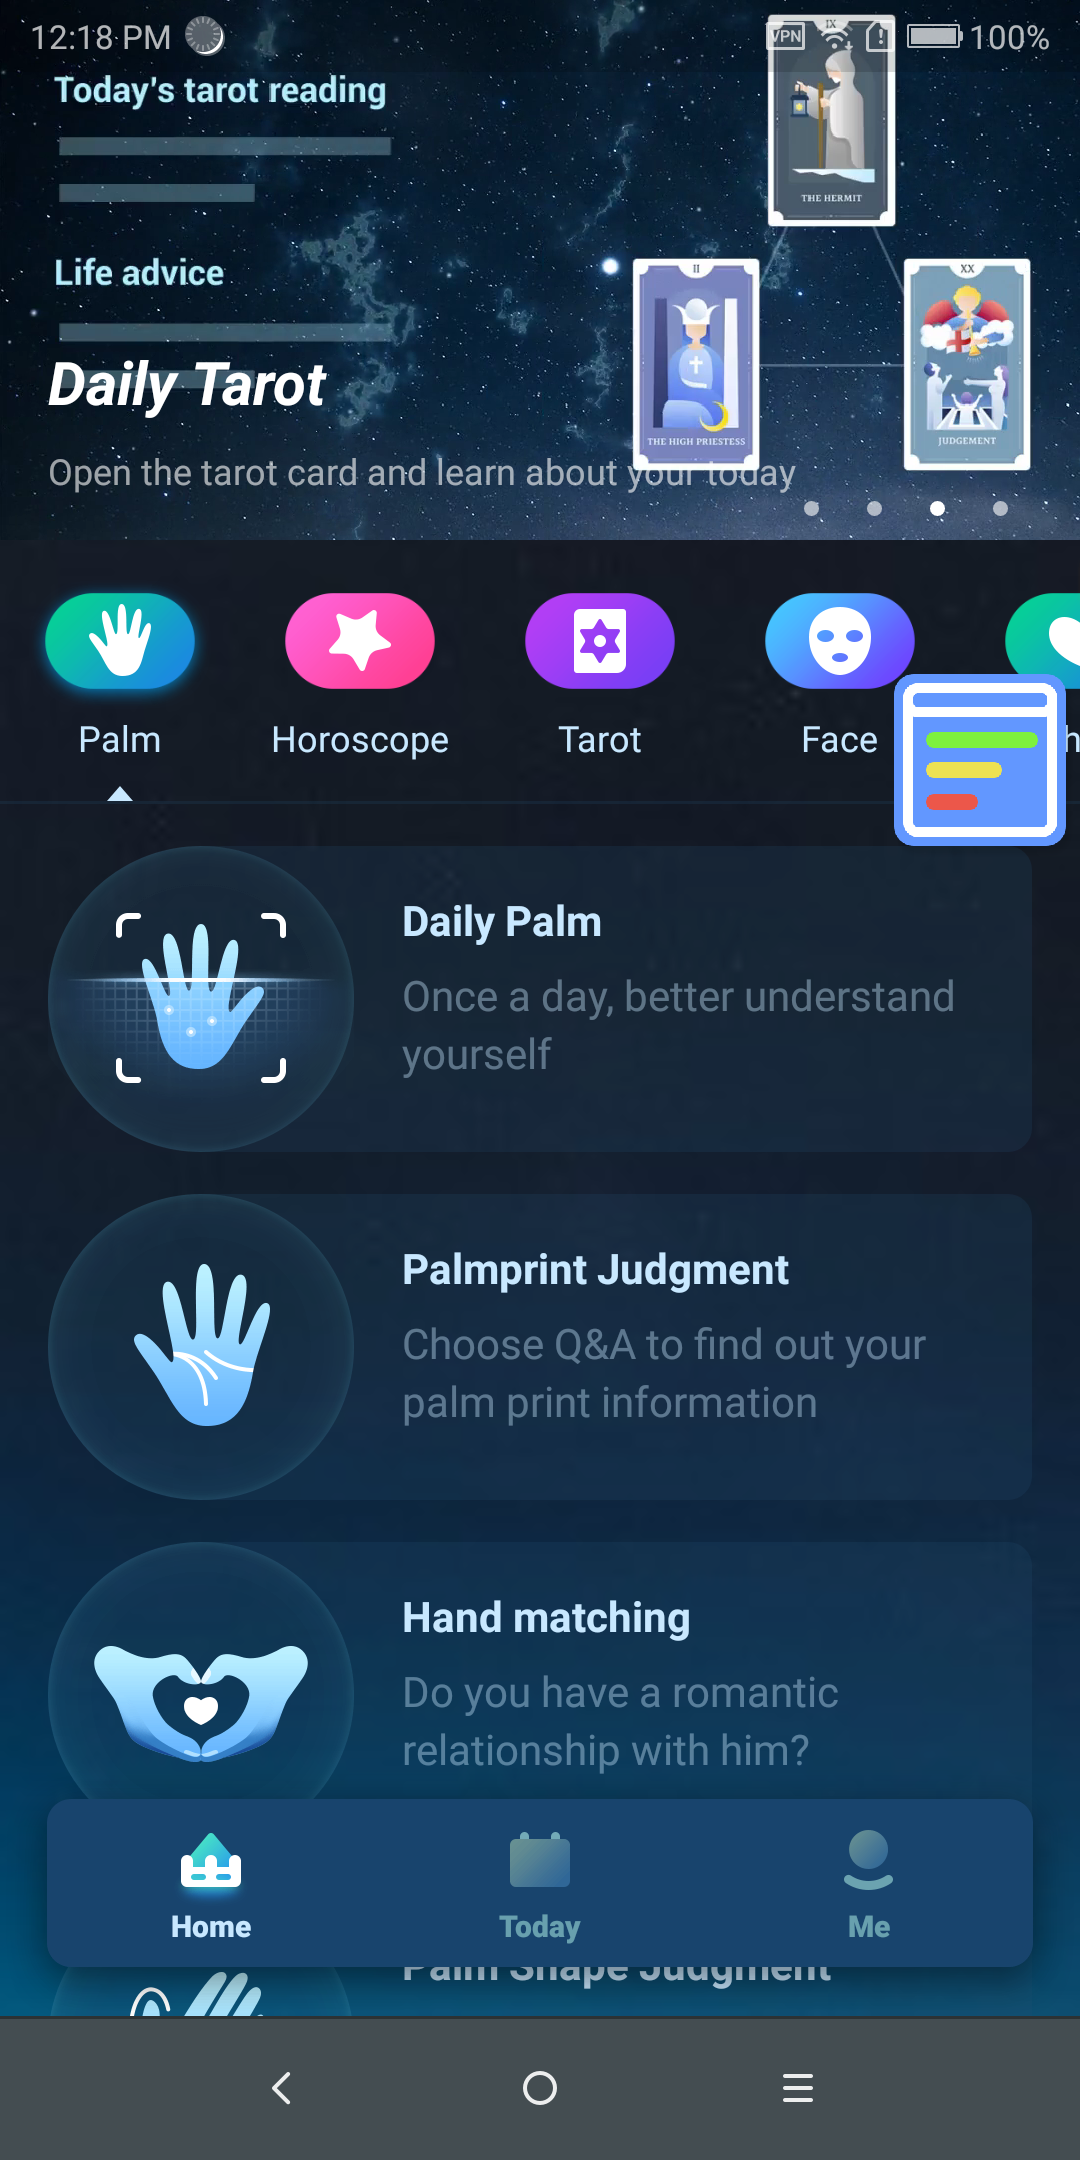 12:18 PM
VPN
100%
Today's tarot reading
IX
THE HERMIT
Life advice
II
THE HIGH PRIESTESS
XX
JUDGEMENT
Daily Tarot
Open the tarot card and learn about your today
Palm
Horoscope
Tarot
Face
Daily Palm
Once a day, better understand
yourself
Palmprint Judgment
Choose Q&A to find out your
palm print information
Hand matching
Do you have a romantic
relationship with him?
Home
Today
Me
Palm Shape Judgment